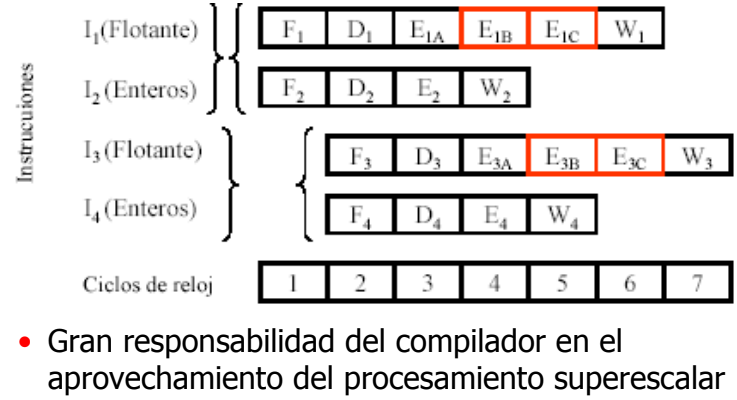 Instrucuiones
I₁(Flotante) F₁ D₁ E₁A E₁B E₁C W₁
I₂(Enteros) F₂ D₂ E₂ W₂
I₃(Flotante) F₃ D₃ E₃A E₃B E₃C W₃
I₄(Enteros) F₄ D₄ E₄ W₄
Ciclos de reloj 1 2 3 4 5 6 7
• Gran responsabilidad del compilador en el
aprovechamiento del procesamiento superescalar